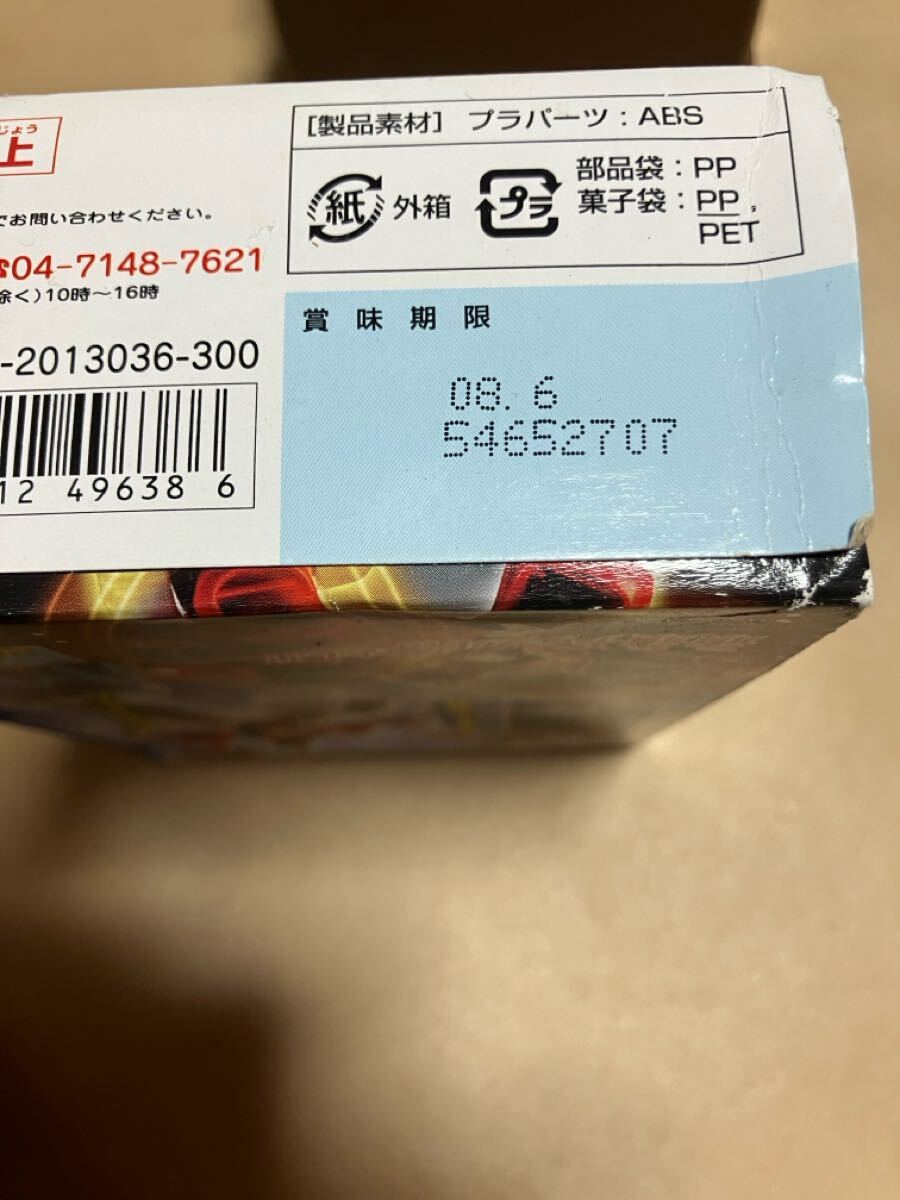 じょう
上
でお問い合わせください。
☎04-7148-7621
除く)10時～16時
-2013036-300
12 49638 6
[製品素材] プラパーツ：ABS
紙 外箱
プラ 部品袋：PP
菓子袋：PP,
PET
賞味期限
08.6
54652707